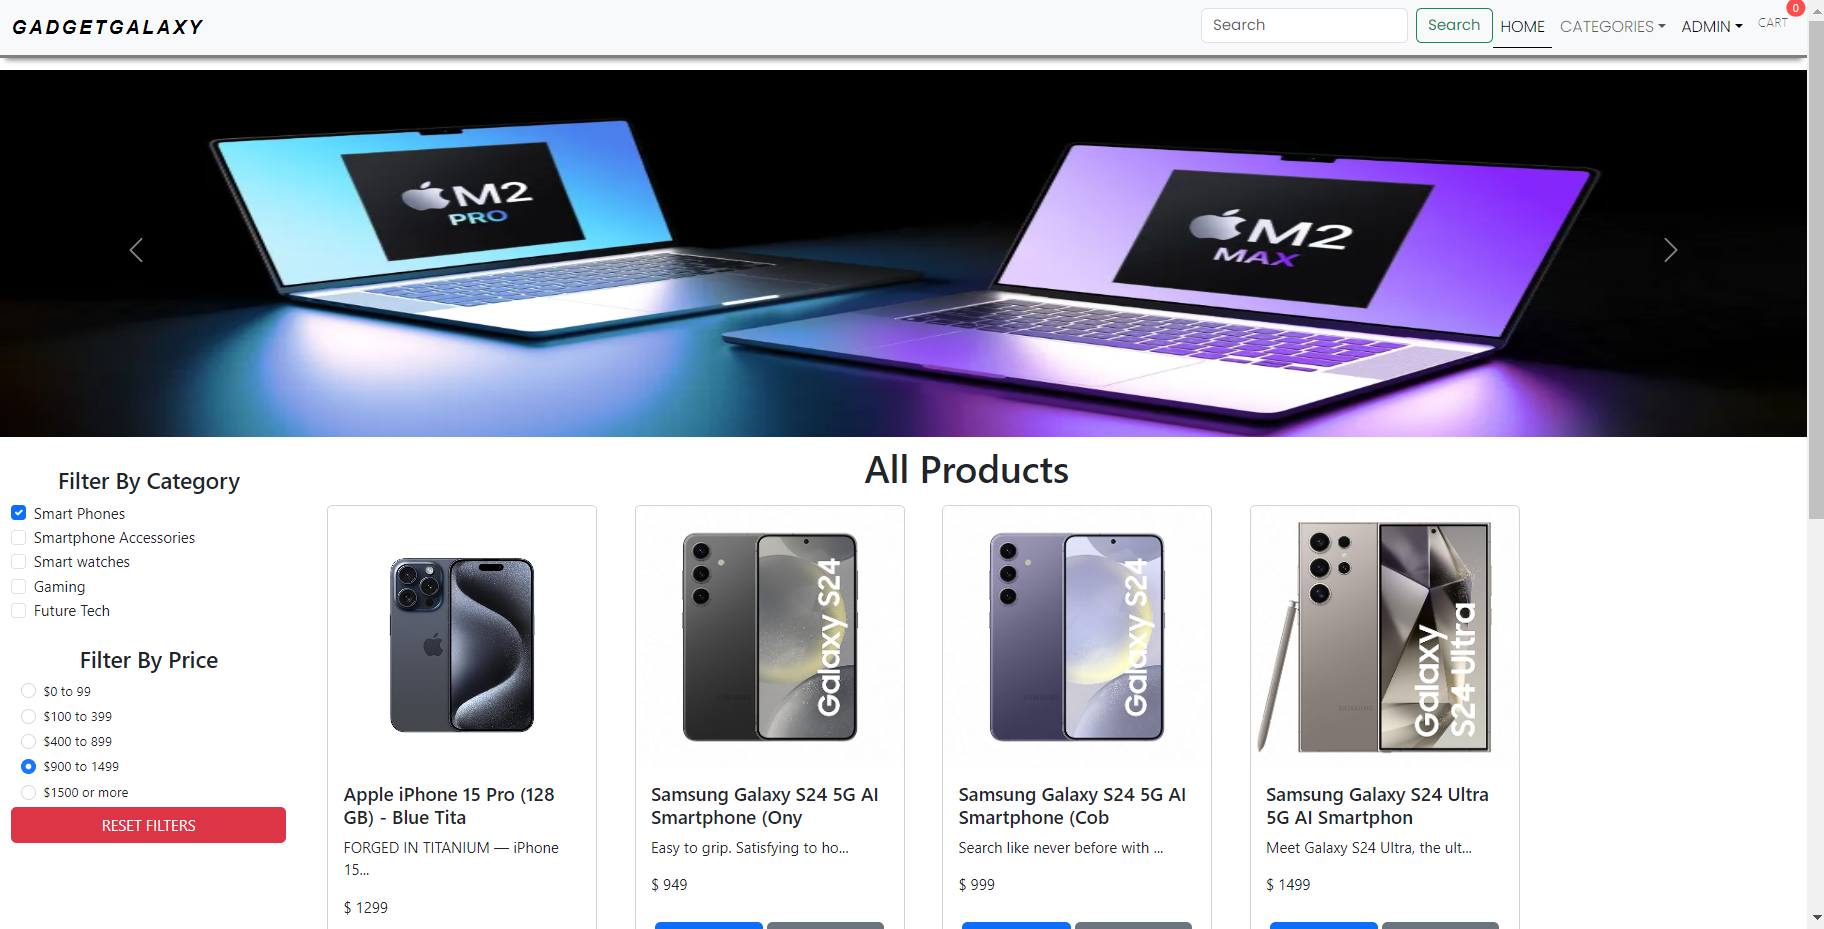 GADGETGALAXY
Search
Search
HOME
CATEGORIES
ADMIN
CART
0
M2
PRO
M2
MAX
Filter By Category
Smart Phones
Smartphone Accessories
Smart watches
Gaming
Future Tech
Filter By Price
$0 to 99
$100 to 399
$400 to 899
$900 to 1499
$1500 or more
RESET FILTERS
All Products
Apple iPhone 15 Pro (128
GB) - Blue Tita
FORGED IN TITANIUM — iPhone
15...
$ 1299
Galaxy S24
Samsung Galaxy S24 5G AI
Smartphone (Ony
Easy to grip. Satisfying to ho...
$ 949
Galaxy S24
Samsung Galaxy S24 5G AI
Smartphone (Cob
Search like never before with ...
$ 999
Galaxy
S24 Ultra
Samsung Galaxy S24 Ultra
5G AI Smartphon
Meet Galaxy S24 Ultra, the ult...
$ 1499